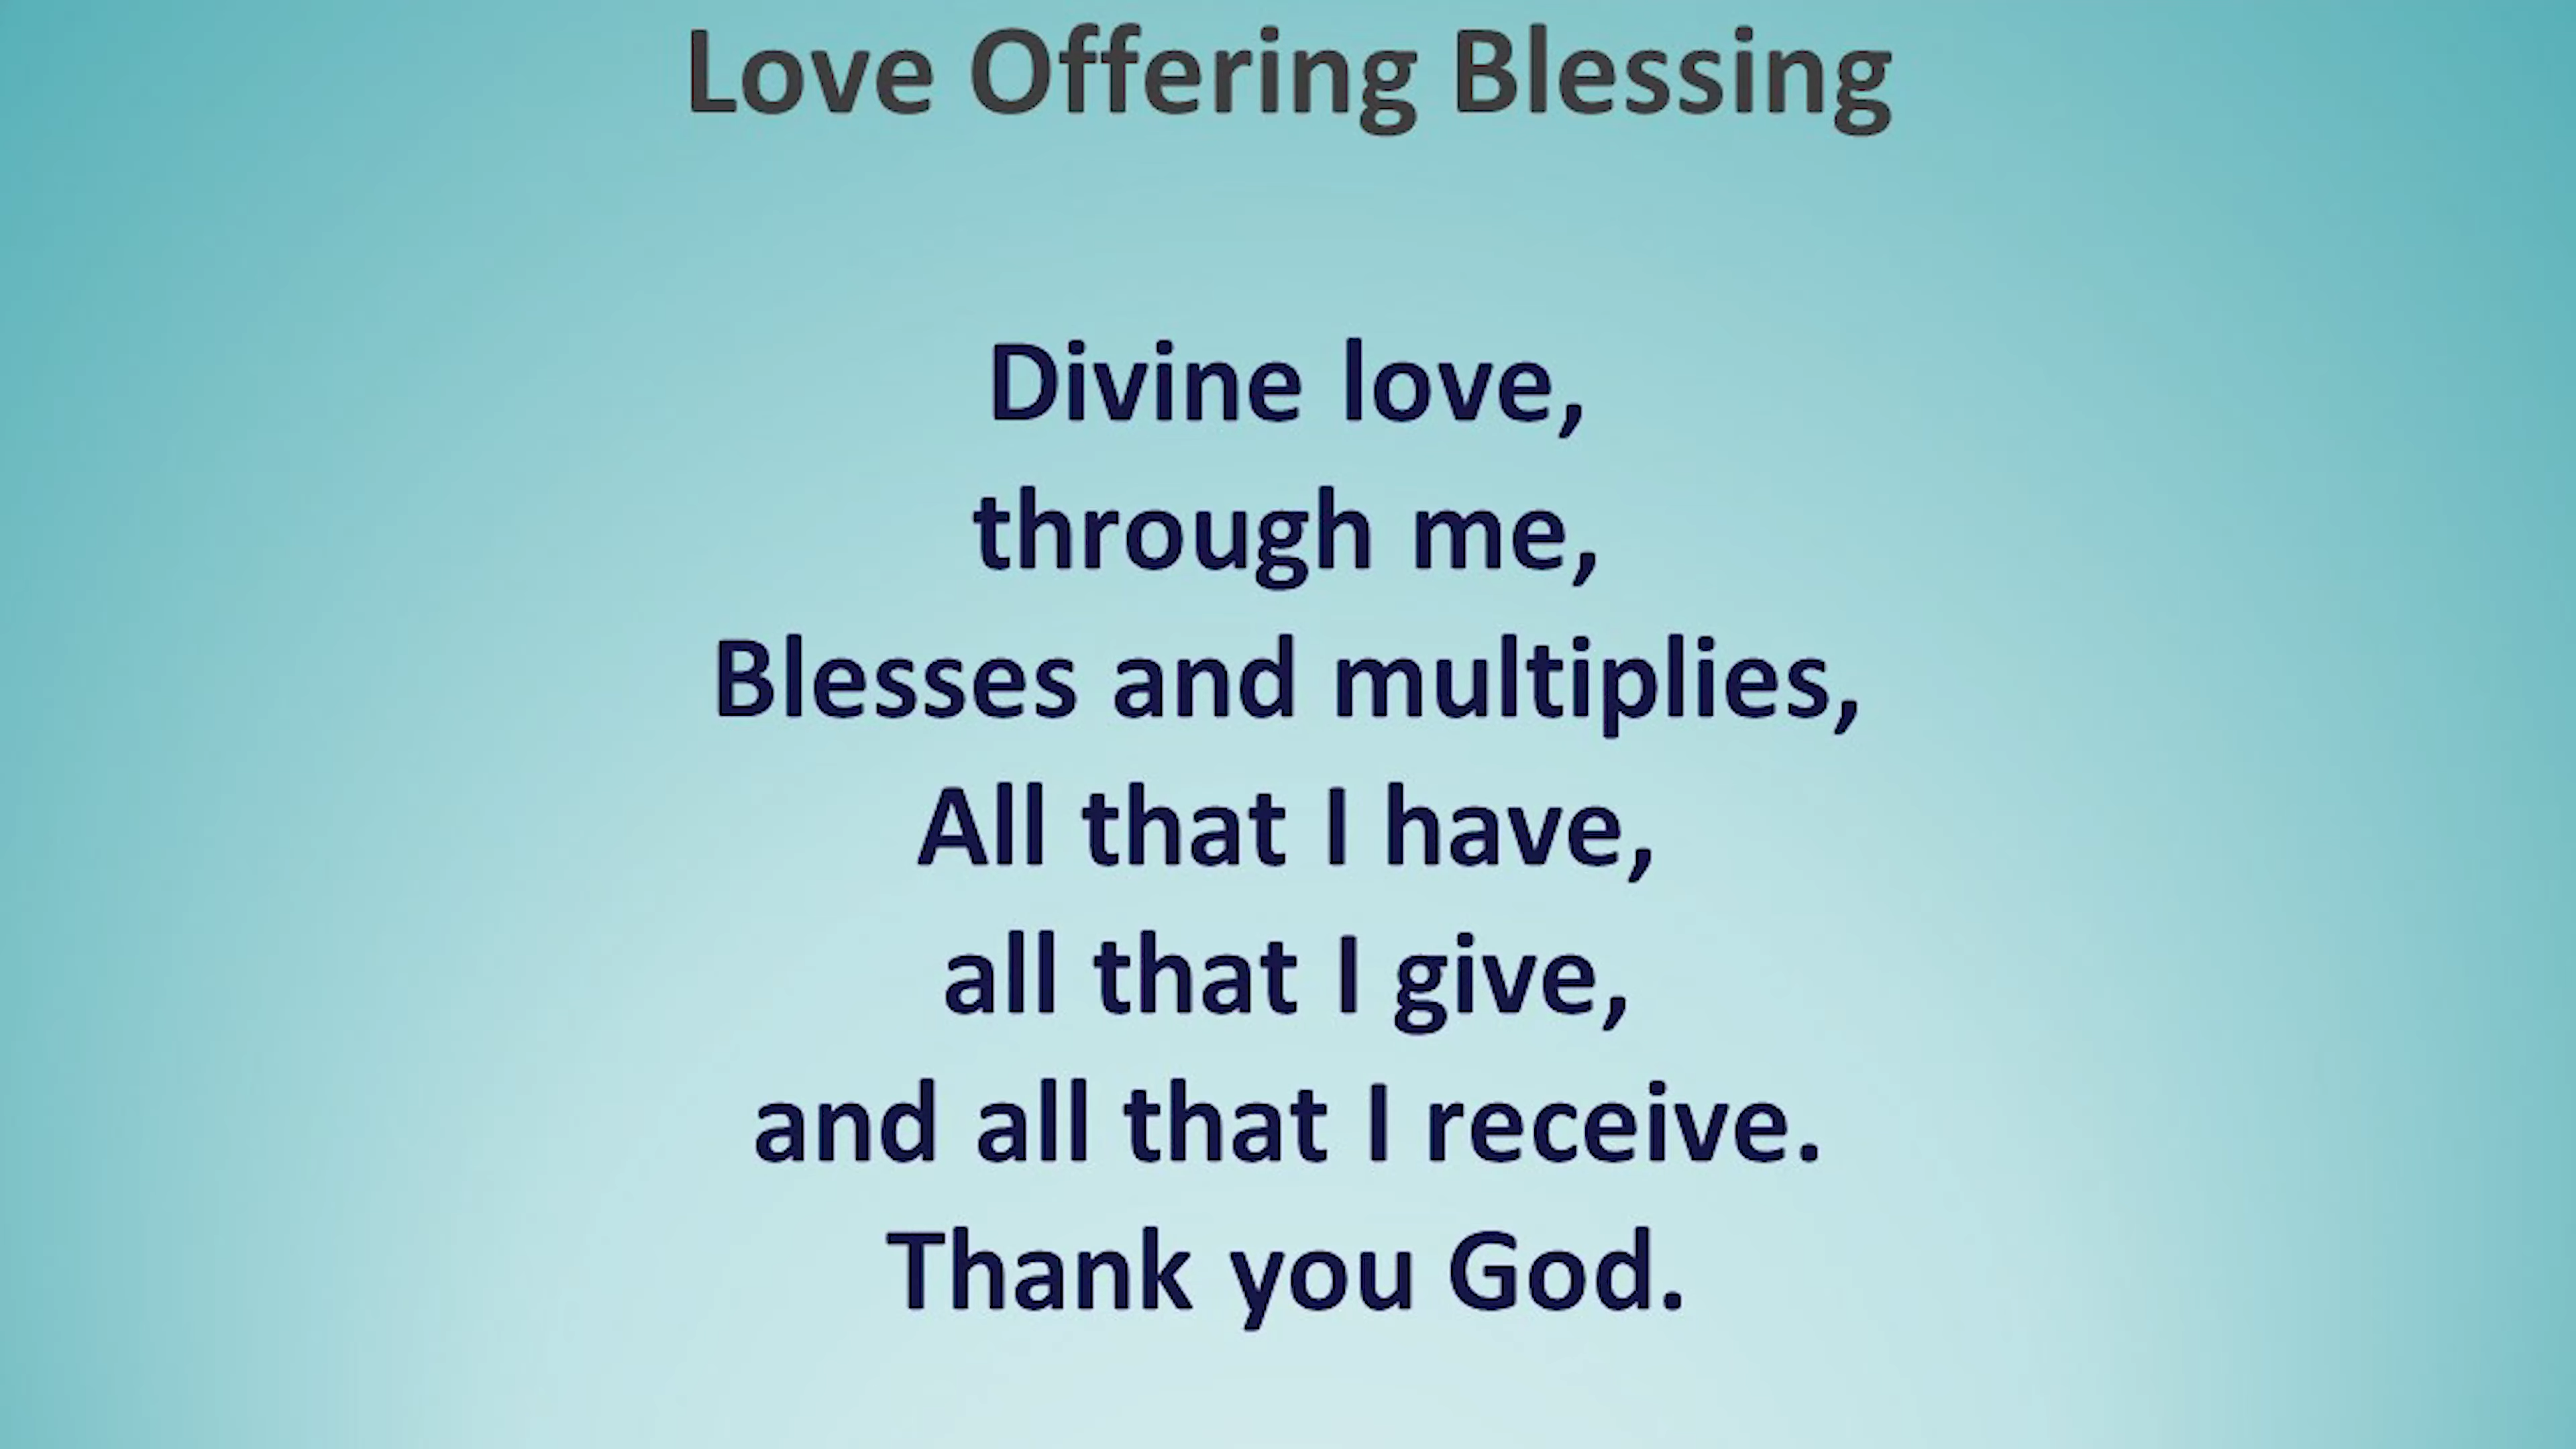 Love Offering Blessing
Divine love,
through me,
Blesses and multiplies,
All that I have,
all that I give,
and all that I receive.
Thank you God.